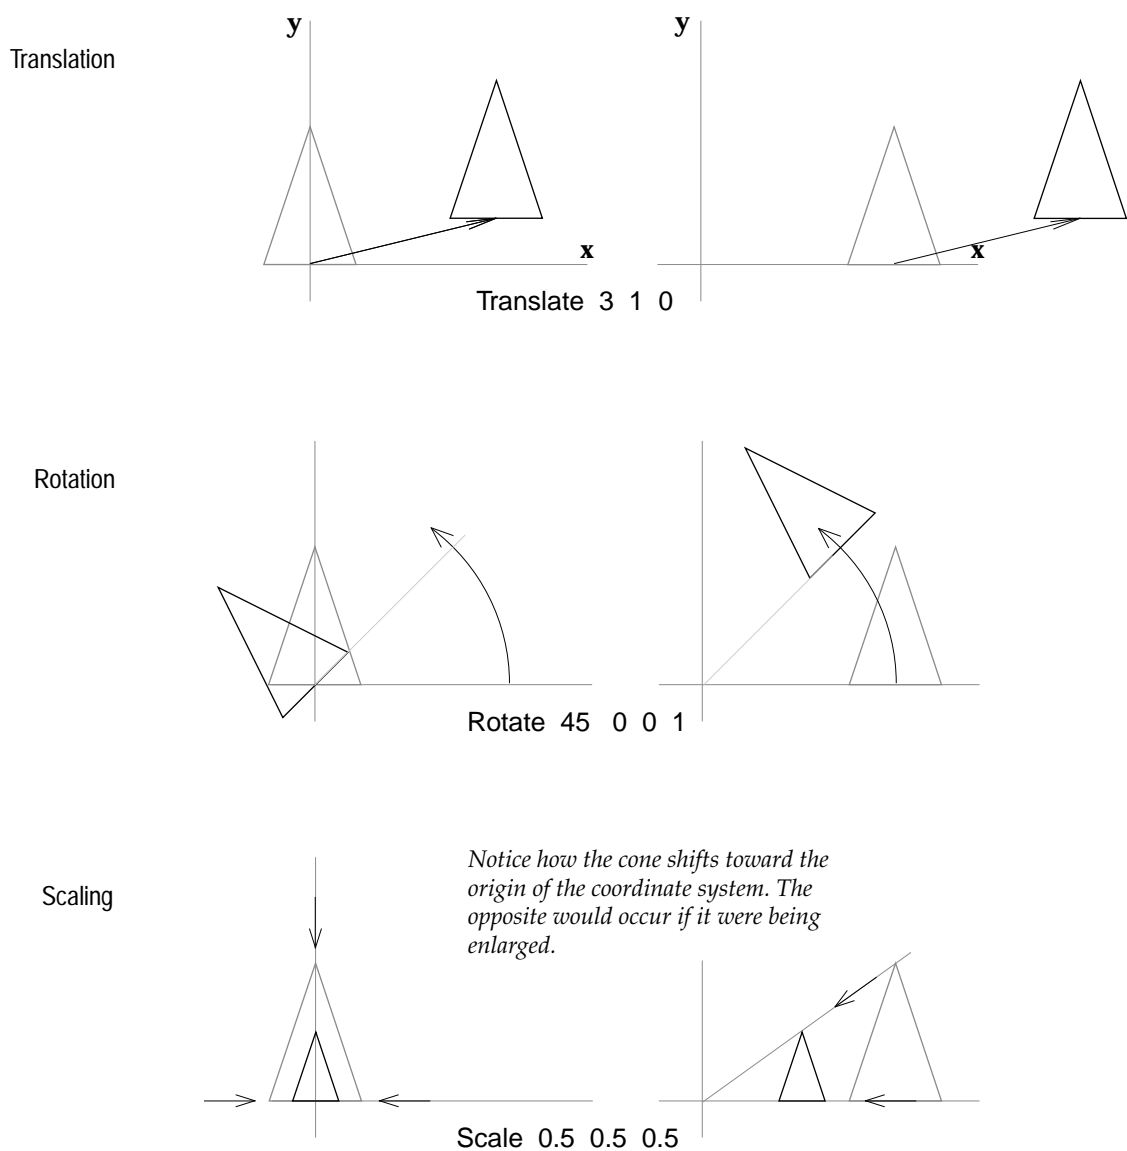 y
y
Translation
x
x
Translate 3 1 0
Rotation
Rotate 45 0 0 1
Notice how the cone shifts toward the
origin of the coordinate system. The
opposite would occur if it were being
enlarged.
Scaling
Scale 0.5 0.5 0.5